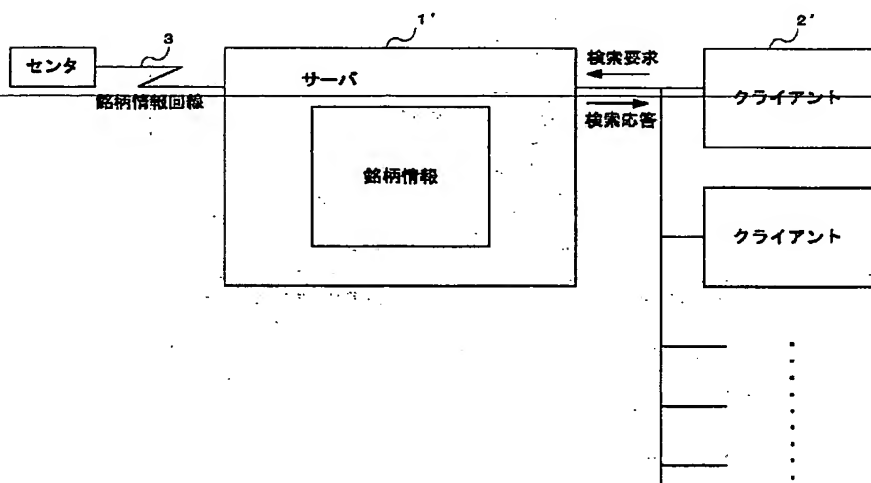 1'
2'
3
センタ
サーバ
検索要求
クライアント
銘柄情報回線
検索応答
銘柄情報
クライアント